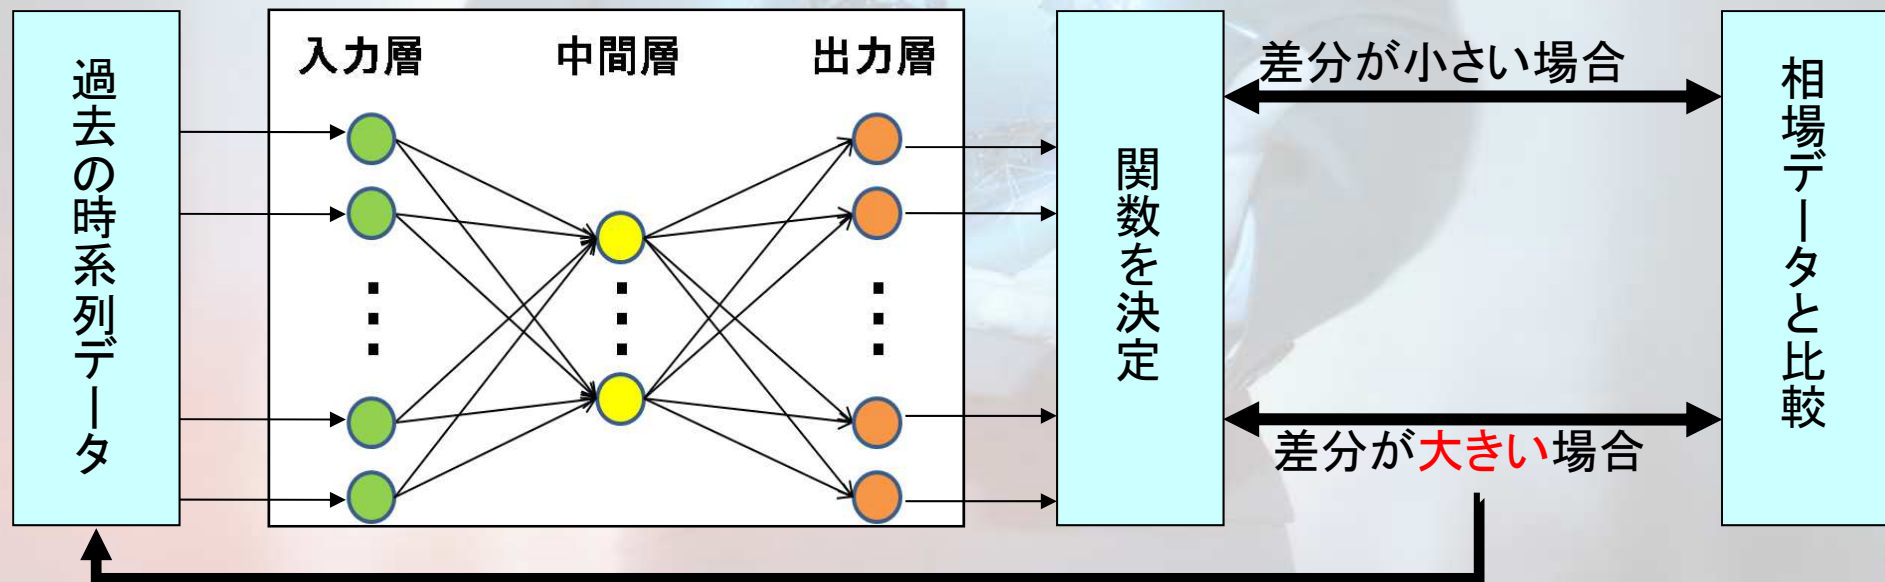 過去の時系列データ
入力層
中間層
出力層
関数を決定
差分が小さい場合
差分が大きい場合
相場データと比較